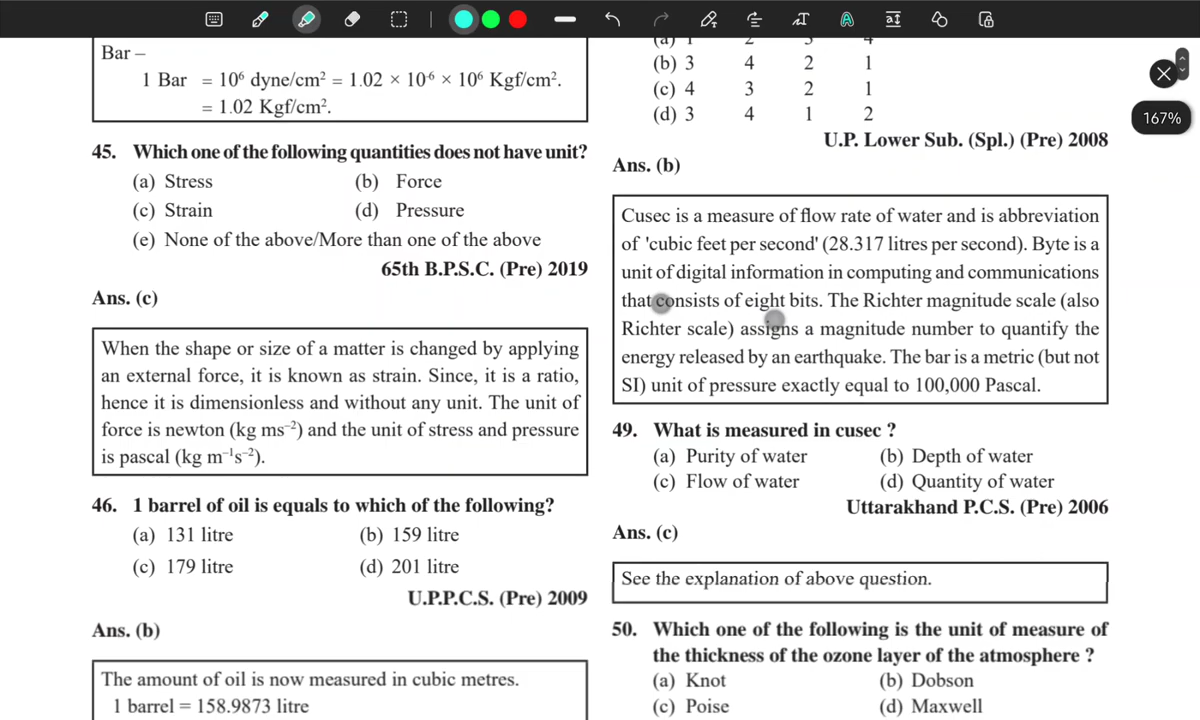 Bar –
1 Bar = 10⁶ dyne/cm² = 1.02 × 10⁻⁶ × 10⁶ Kgf/cm².
= 1.02 Kgf/cm².
45. Which one of the following quantities does not have unit?
(a) Stress (b) Force
(c) Strain (d) Pressure
(e) None of the above/More than one of the above
65th B.P.S.C. (Pre) 2019
Ans. (c)
When the shape or size of a matter is changed by applying
an external force, it is known as strain. Since, it is a ratio,
hence it is dimensionless and without any unit. The unit of
force is newton (kg ms⁻²) and the unit of stress and pressure
is pascal (kg m⁻¹s⁻²).
46. 1 barrel of oil is equals to which of the following?
(a) 131 litre (b) 159 litre
(c) 179 litre (d) 201 litre
U.P.P.C.S. (Pre) 2009
Ans. (b)
The amount of oil is now measured in cubic metres.
1 barrel = 158.9873 litre
(a) 1 2 3 4
(b) 3 4 2 1
(c) 4 3 2 1
(d) 3 4 1 2
U.P. Lower Sub. (Spl.) (Pre) 2008
Ans. (b)
Cusec is a measure of flow rate of water and is abbreviation
of 'cubic feet per second' (28.317 litres per second). Byte is a
unit of digital information in computing and communications
that consists of eight bits. The Richter magnitude scale (also
Richter scale) assigns a magnitude number to quantify the
energy released by an earthquake. The bar is a metric (but not
SI) unit of pressure exactly equal to 100,000 Pascal.
49. What is measured in cusec ?
(a) Purity of water (b) Depth of water
(c) Flow of water (d) Quantity of water
Uttarakhand P.C.S. (Pre) 2006
Ans. (c)
See the explanation of above question.
50. Which one of the following is the unit of measure of
the thickness of the ozone layer of the atmosphere ?
(a) Knot (b) Dobson
(c) Poise (d) Maxwell
167%